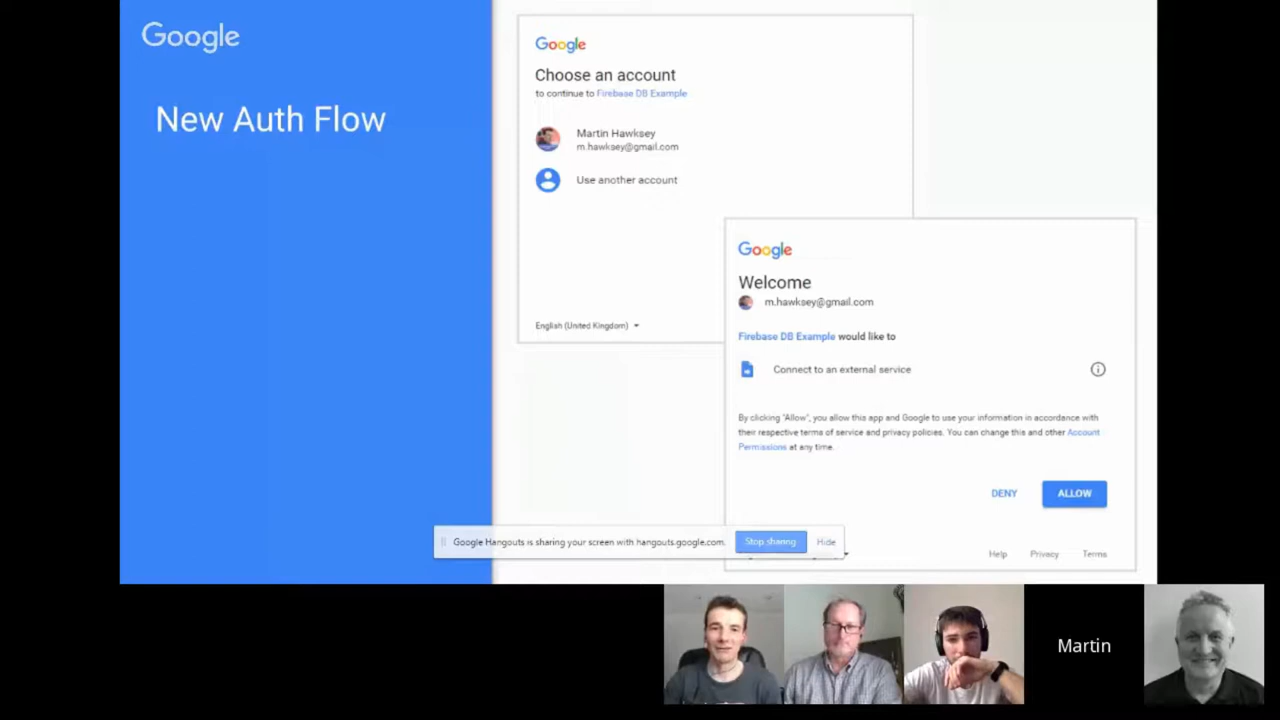 Google
New Auth Flow
Google
Choose an account
to continue to Firebase DB Example
Martin Hawksey
m.hawksey@gmail.com
Use another account
English (United Kingdom)
Google
Welcome
m.hawksey@gmail.com
Firebase DB Example would like to
Connect to an external service
By clicking "Allow", you allow this app and Google to use your information in accordance with
their respective terms of service and privacy policies. You can change this and other Account
Permissions at any time.
DENY
ALLOW
Google Hangouts is sharing your screen with hangouts.google.com.
Stop sharing
Hide
Help
Privacy
Terms
Martin